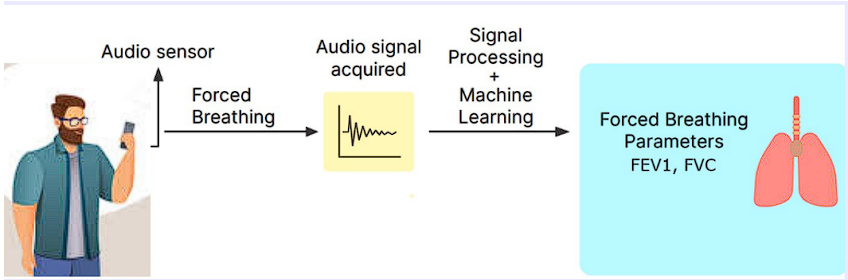 Audio sensor
Forced
Breathing
Audio signal
acquired
Signal
Processing
+
Machine
Learning
Forced Breathing
Parameters
FEV1, FVC